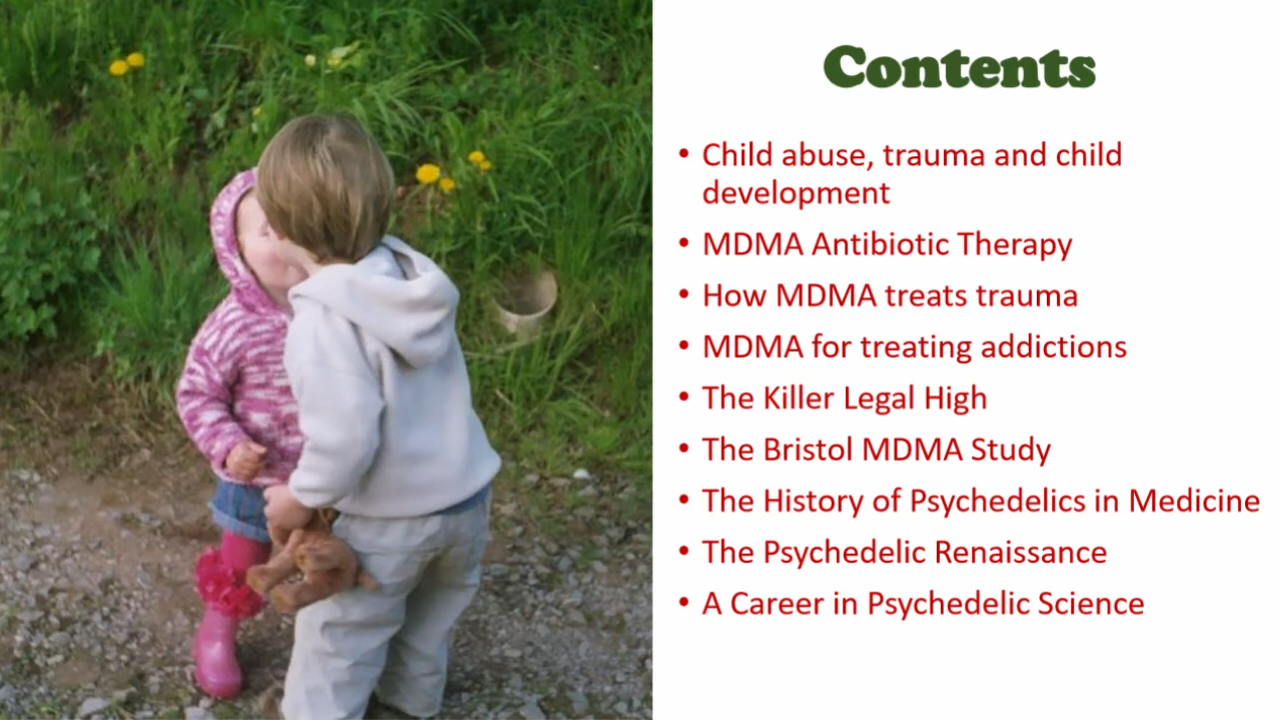 Contents
• Child abuse, trauma and child
development
• MDMA Antibiotic Therapy
• How MDMA treats trauma
• MDMA for treating addictions
• The Killer Legal High
• The Bristol MDMA Study
• The History of Psychedelics in Medicine
• The Psychedelic Renaissance
• A Career in Psychedelic Science